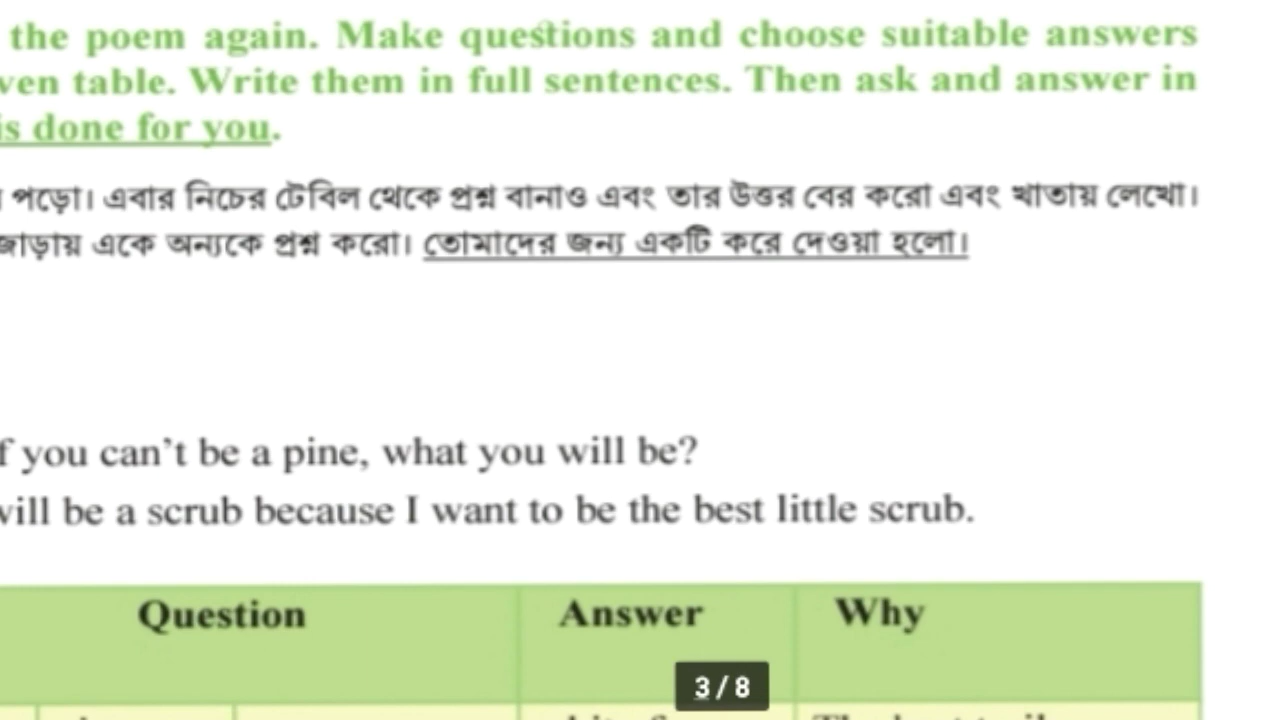 the poem again. Make questions and choose suitable answers
ven table. Write them in full sentences. Then ask and answer in
is done for you.
পড়ো। এবার নিচের টেবিল থেকে প্রশ্ন বানাও এবং তার উত্তর বের করো এবং খাতায় লেখো।
জোড়ায় একে অন্যকে প্রশ্ন করো। তোমাদের জন্য একটি করে দেওয়া হলো।
f you can't be a pine, what you will be?
will be a scrub because I want to be the best little scrub.
Question Answer Why
3/8